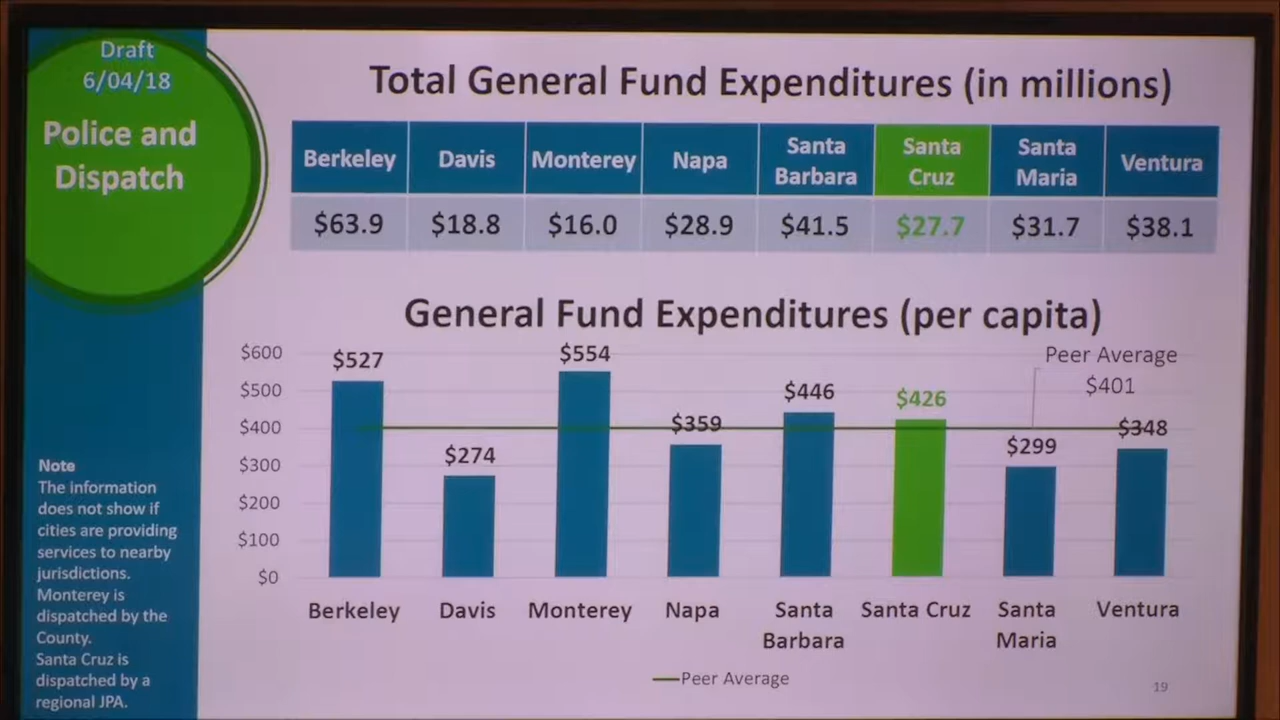 Draft
6/04/18
Police and
Dispatch
Note
The information
does not show if
cities are providing
services to nearby
jurisdictions.
Monterey is
dispatched by the
County.
Santa Cruz is
dispatched by a
regional JPA.
Total General Fund Expenditures (in millions)
Berkeley Davis Monterey Napa Santa Barbara Santa Cruz Santa Maria Ventura
$63.9 $18.8 $16.0 $28.9 $41.5 $27.7 $31.7 $38.1
General Fund Expenditures (per capita)
$600
$500
$400
$300
$200
$100
$0
$527 $274 $554 $359 $446 $426 $299 $348
Peer Average
$401
Berkeley Davis Monterey Napa Santa Barbara Santa Cruz Santa Maria Ventura
Peer Average
19